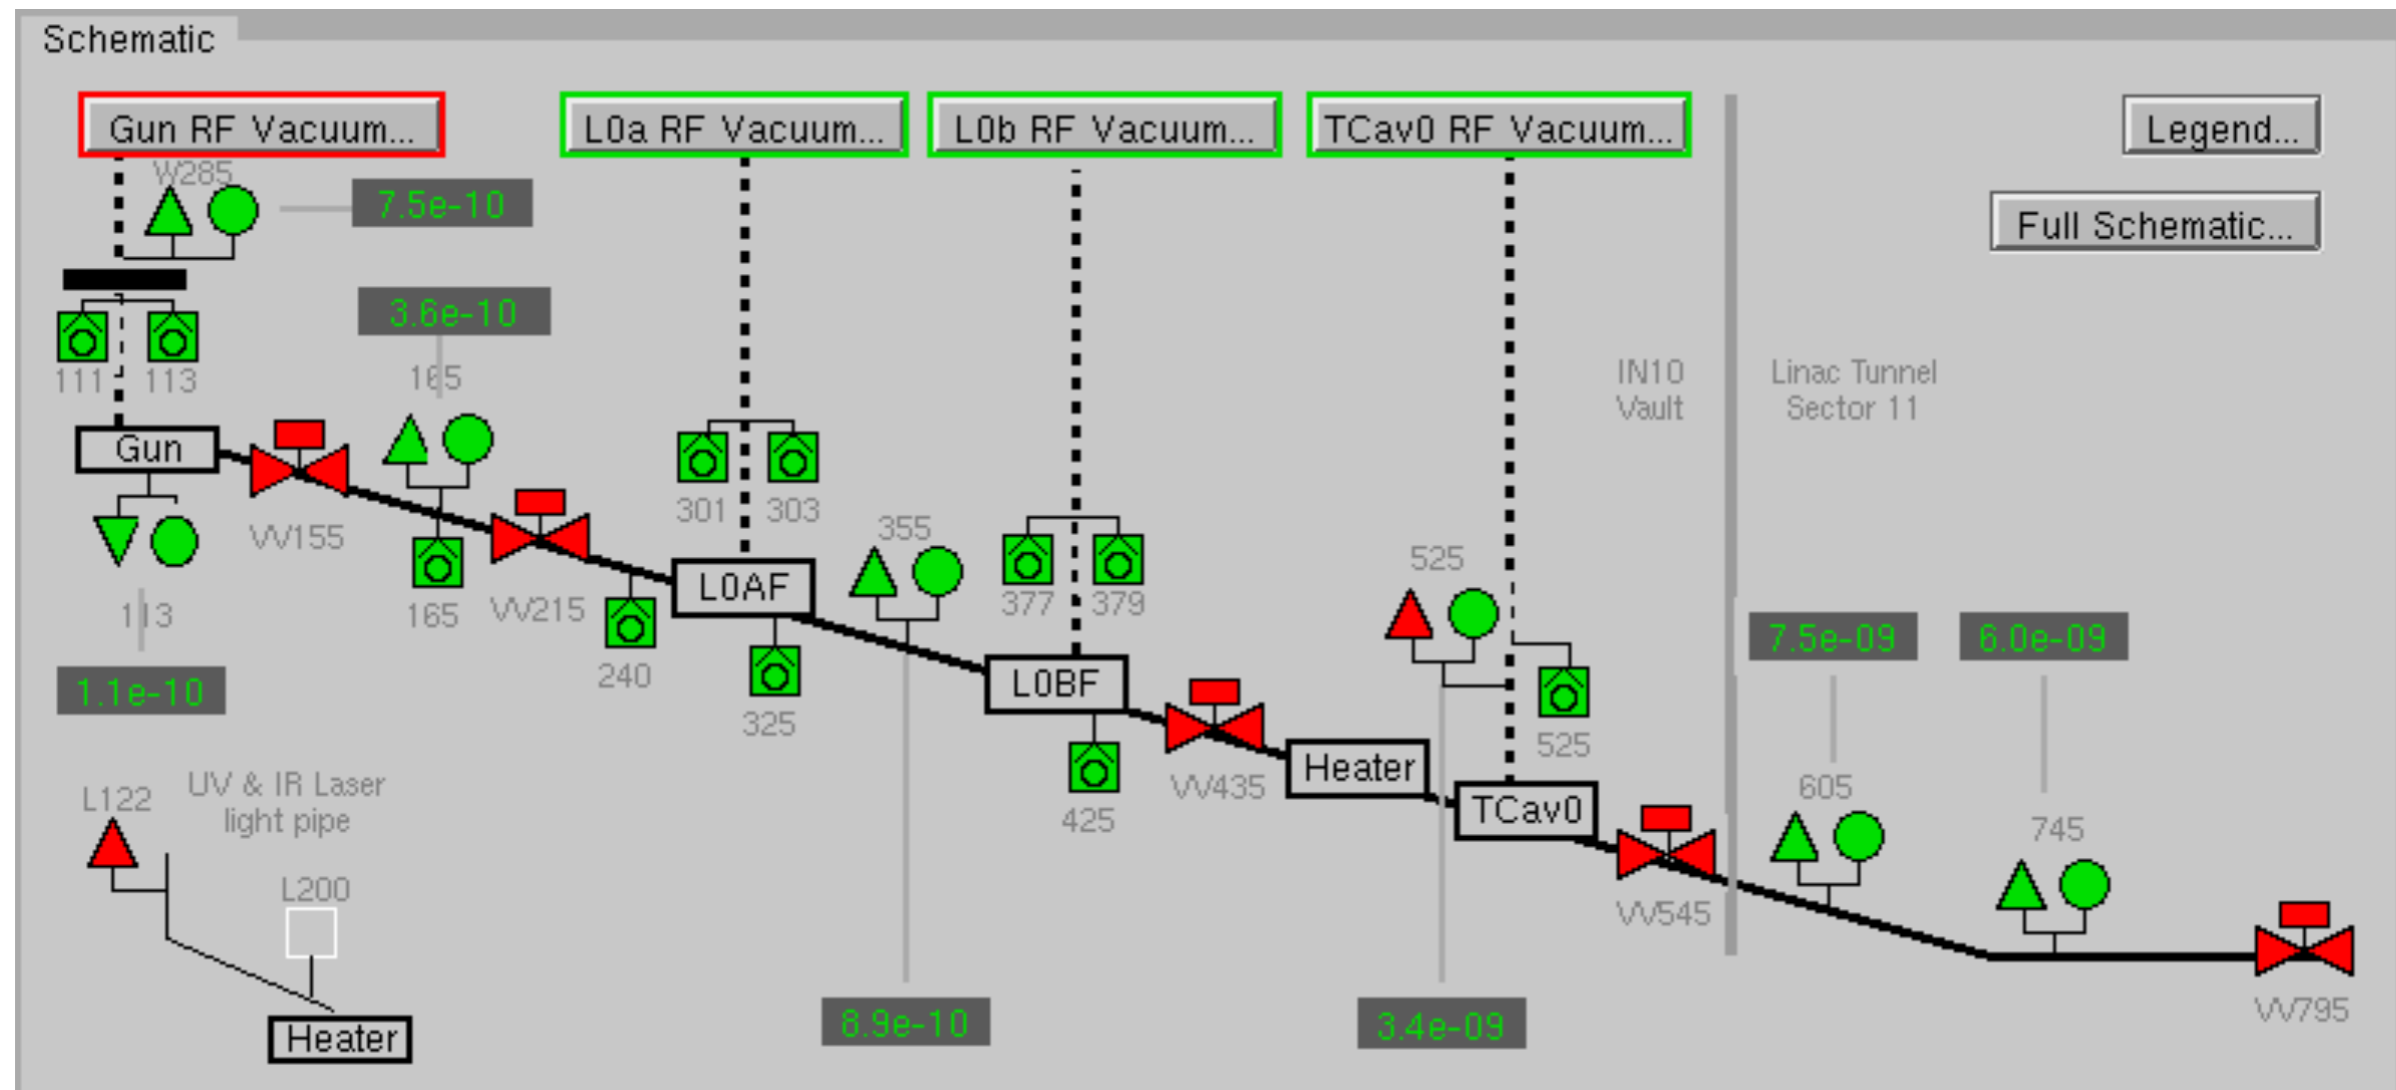 Schematic
Gun RF Vacuum...
L0a RF Vacuum...
L0b RF Vacuum...
TCav0 RF Vacuum...
Legend...
W285
7.5e-10
Full Schematic...
3.6e-10
111
113
165
IN10
Vault
Linac Tunnel
Sector 11
Gun
VV155
301
303
355
525
113
165
VV215
L0AF
377
379
240
325
L0BF
7.5e-09
6.0e-09
1.1e-10
525
L122
UV & IR Laser
light pipe
425
VV435
Heater
TCav0
605
745
L200
VV545
8.9e-10
3.4e-09
VV795
Heater